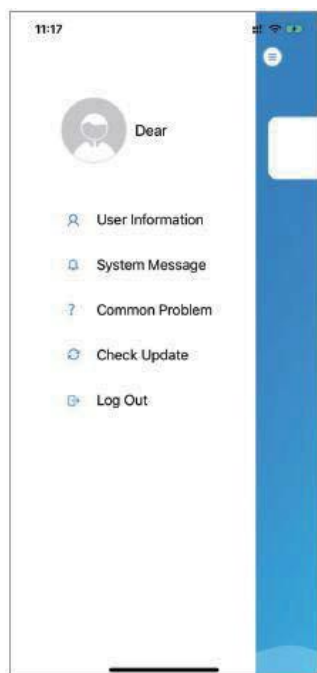 11:17
Dear
User Information
System Message
? Common Problem
Check Update
Log Out